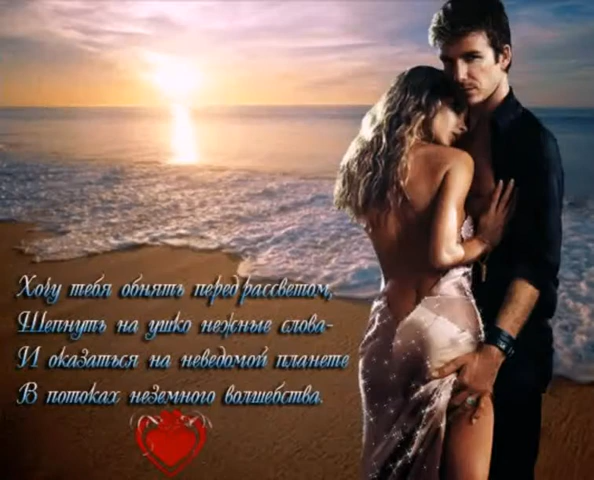 Хочу тебя обнять перед рассветом,
Шепнуть на ушко нежные слова-
И оказаться на неведомой планете
В потоках неземного волшебства.